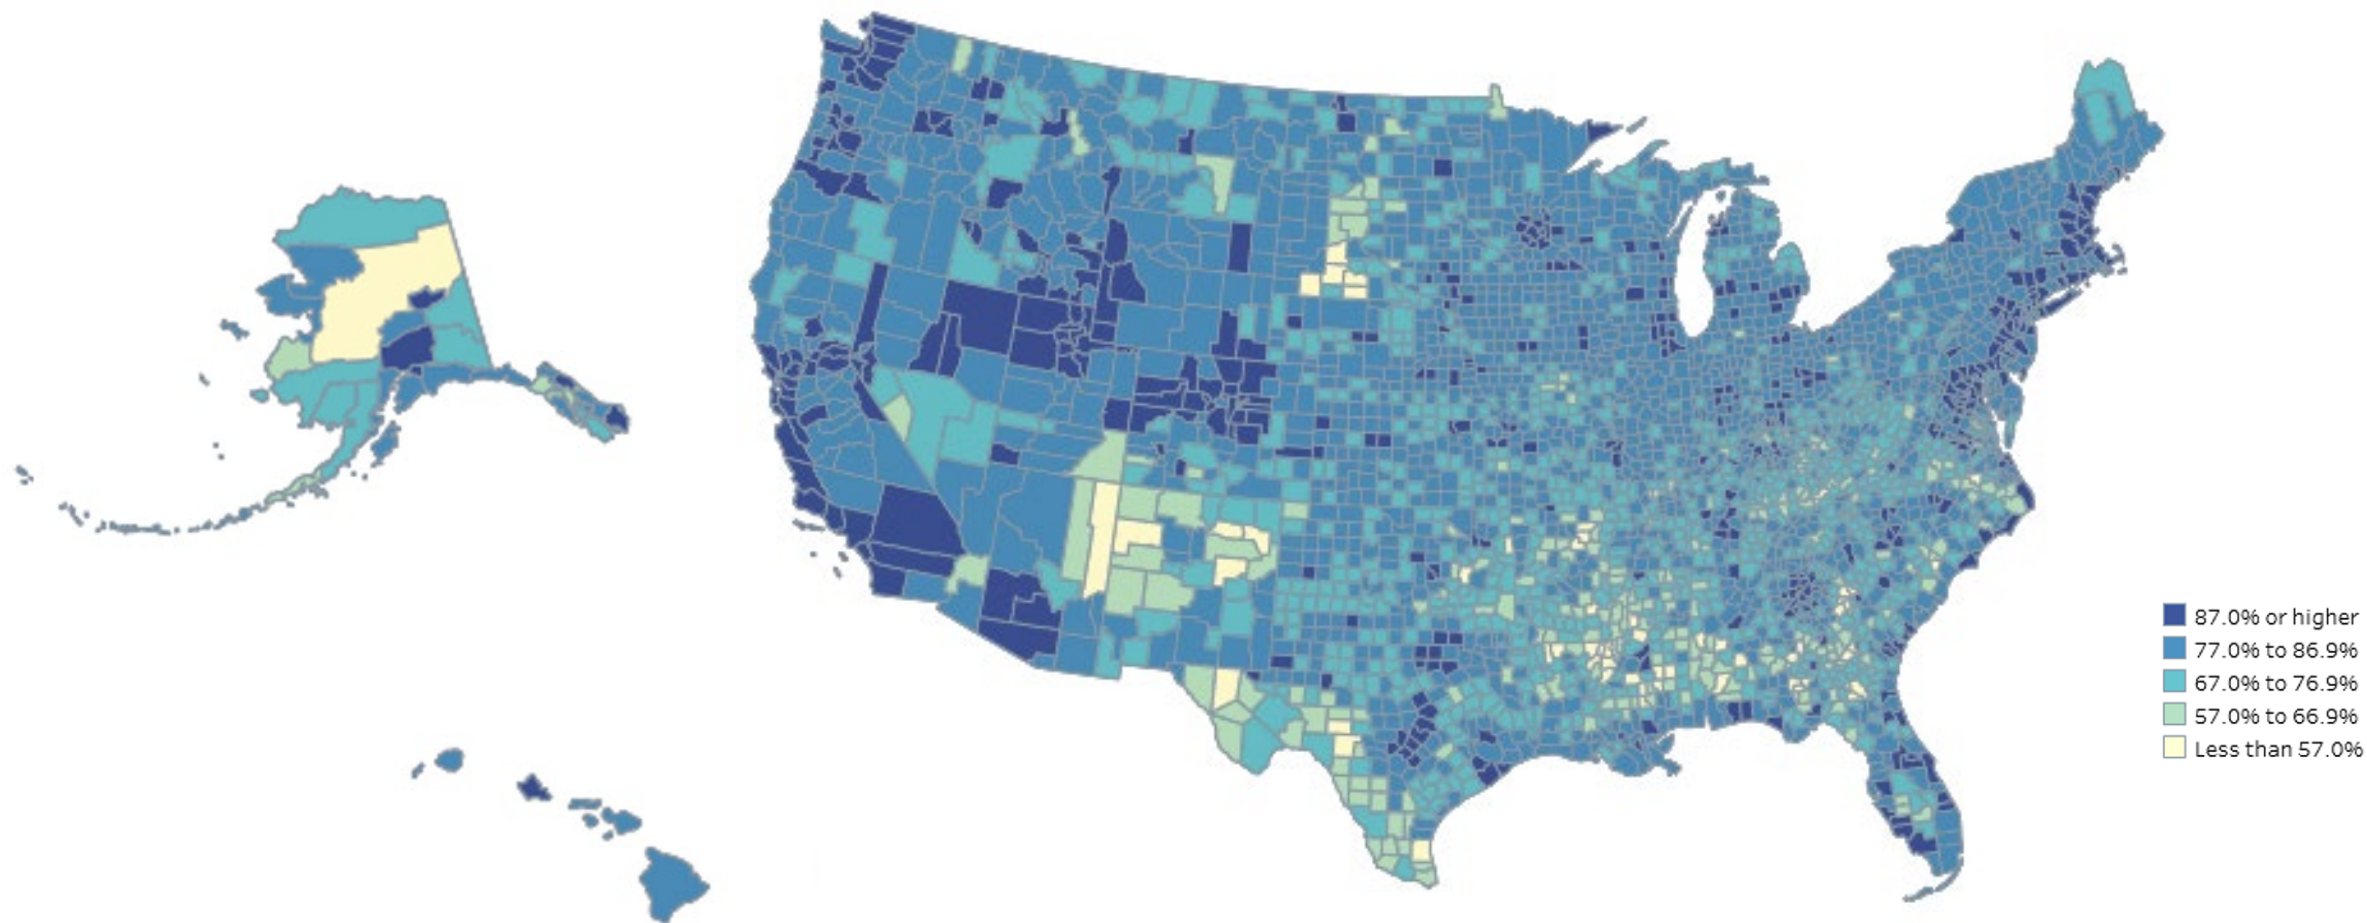 87.0% or higher
77.0% to 86.9%
67.0% to 76.9%
57.0% to 66.9%
Less than 57.0%